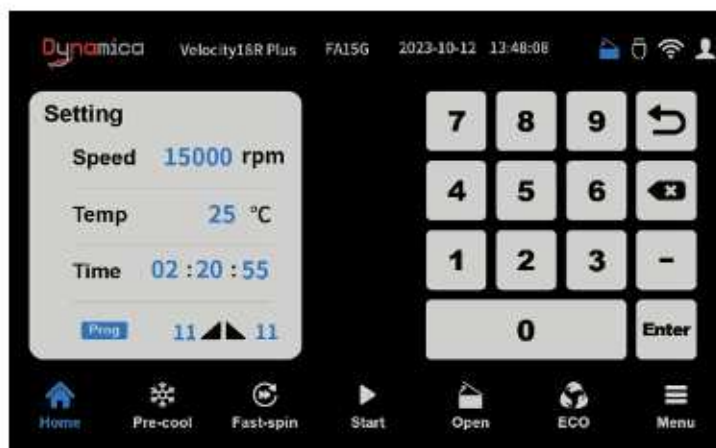 Dynamica Velocity18R Plus FA15G 2023-10-12 13:48:08
Setting
Speed 15000 rpm
Temp 25 °C
Time 02 : 20 : 55
Prog 11 11
7 8 9
4 5 6
1 2 3 -
0 Enter
Home Pre-cool Fast-spin Start Open ECO Menu